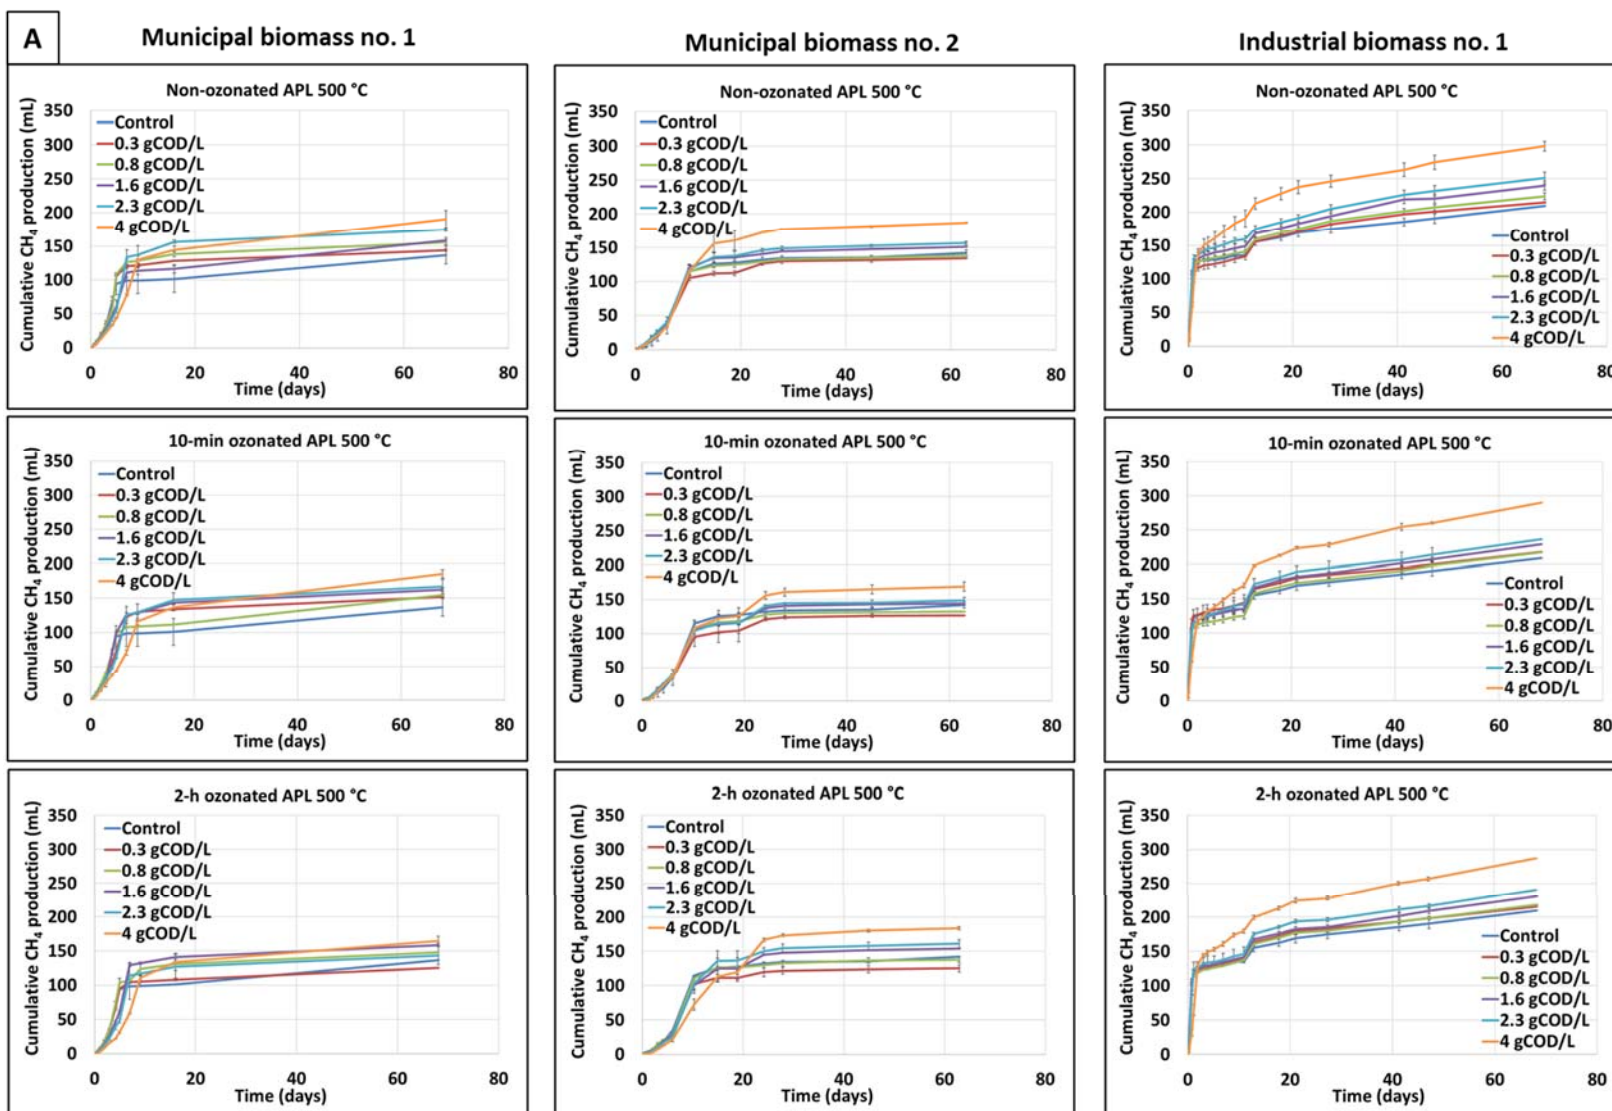 A
Municipal biomass no. 1
Municipal biomass no. 2
Industrial biomass no. 1
Non-ozonated APL 500 °C
Cumulative CH₄ production (mL)
350
300
250
200
150
100
50
0
Control
0.3 gCOD/L
0.8 gCOD/L
1.6 gCOD/L
2.3 gCOD/L
4 gCOD/L
0 20 40 60 80
Time (days)
Non-ozonated APL 500 °C
Cumulative CH₄ production (mL)
350
300
250
200
150
100
50
0
Control
0.3 gCOD/L
0.8 gCOD/L
1.6 gCOD/L
2.3 gCOD/L
4 gCOD/L
0 20 40 60 80
Time (days)
Non-ozonated APL 500 °C
Cumulative CH₄ production (mL)
350
300
250
200
150
100
50
0
Control
0.3 gCOD/L
0.8 gCOD/L
1.6 gCOD/L
2.3 gCOD/L
4 gCOD/L
0 20 40 60 80
Time (days)
10-min ozonated APL 500 °C
Cumulative CH₄ production (mL)
350
300
250
200
150
100
50
0
Control
0.3 gCOD/L
0.8 gCOD/L
1.6 gCOD/L
2.3 gCOD/L
4 gCOD/L
0 20 40 60 80
Time (days)
10-min ozonated APL 500 °C
Cumulative CH₄ production (mL)
350
300
250
200
150
100
50
0
Control
0.3 gCOD/L
0.8 gCOD/L
1.6 gCOD/L
2.3 gCOD/L
4 gCOD/L
0 20 40 60 80
Time (days)
10-min ozonated APL 500 °C
Cumulative CH₄ production (mL)
350
300
250
200
150
100
50
0
Control
0.3 gCOD/L
0.8 gCOD/L
1.6 gCOD/L
2.3 gCOD/L
4 gCOD/L
0 20 40 60 80
Time (days)
2-h ozonated APL 500 °C
Cumulative CH₄ production (mL)
350
300
250
200
150
100
50
0
Control
0.3 gCOD/L
0.8 gCOD/L
1.6 gCOD/L
2.3 gCOD/L
4 gCOD/L
0 20 40 60 80
Time (days)
2-h ozonated APL 500 °C
Cumulative CH₄ production (mL)
350
300
250
200
150
100
50
0
Control
0.3 gCOD/L
0.8 gCOD/L
1.6 gCOD/L
2.3 gCOD/L
4 gCOD/L
0 20 40 60 80
Time (days)
2-h ozonated APL 500 °C
Cumulative CH₄ production (mL)
350
300
250
200
150
100
50
0
Control
0.3 gCOD/L
0.8 gCOD/L
1.6 gCOD/L
2.3 gCOD/L
4 gCOD/L
0 20 40 60 80
Time (days)